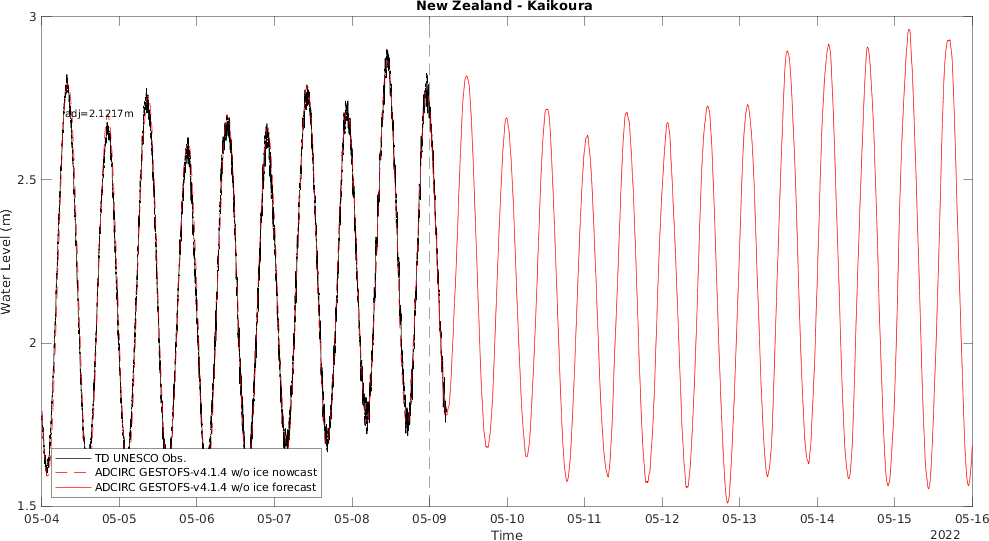 New Zealand - Kaikoura
3
adj=2.1217m
2.5
Water Level (m)
2
TD UNESCO Obs.
ADCIRC GESTOFS-v4.1.4 w/o ice nowcast
ADCIRC GESTOFS-v4.1.4 w/o ice forecast
1.5
05-04 05-05 05-06 05-07 05-08 05-09 05-10 05-11 05-12 05-13 05-14 05-15 05-16
Time
2022